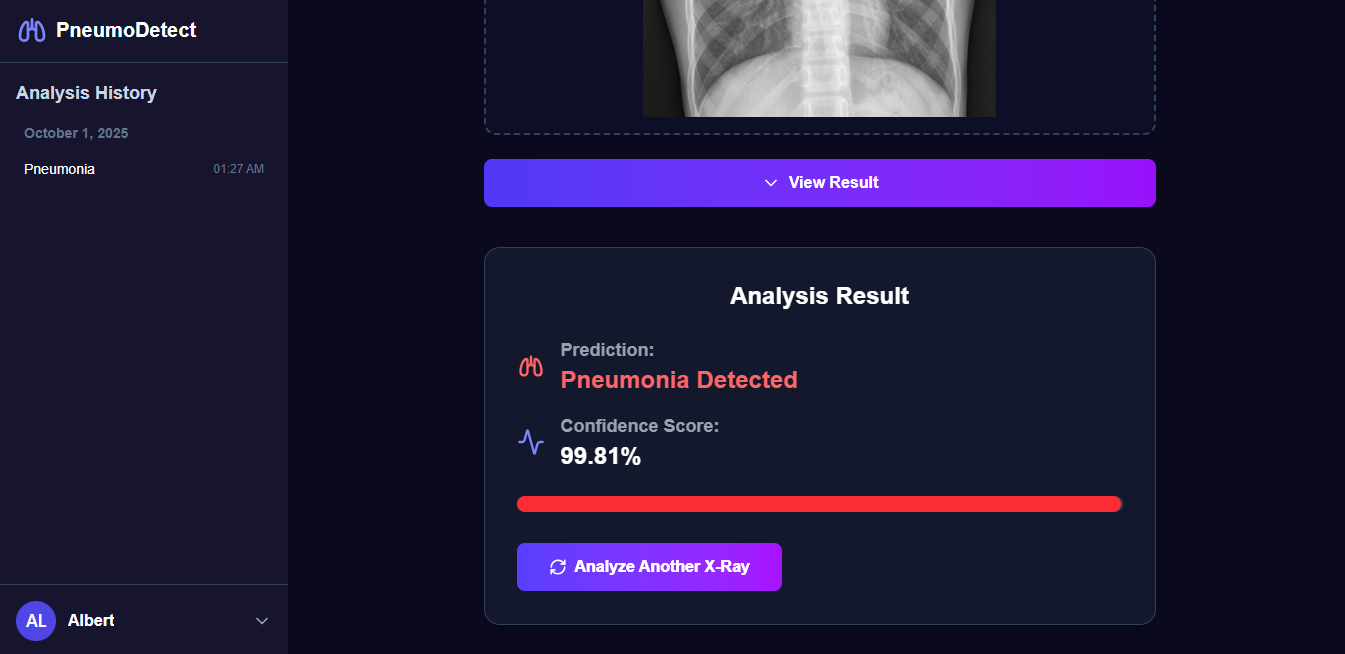 PneumoDetect
Analysis History
October 1, 2025
Pneumonia 01:27 AM
AL Albert
View Result
Analysis Result
Prediction:
Pneumonia Detected
Confidence Score:
99.81%
Analyze Another X-Ray